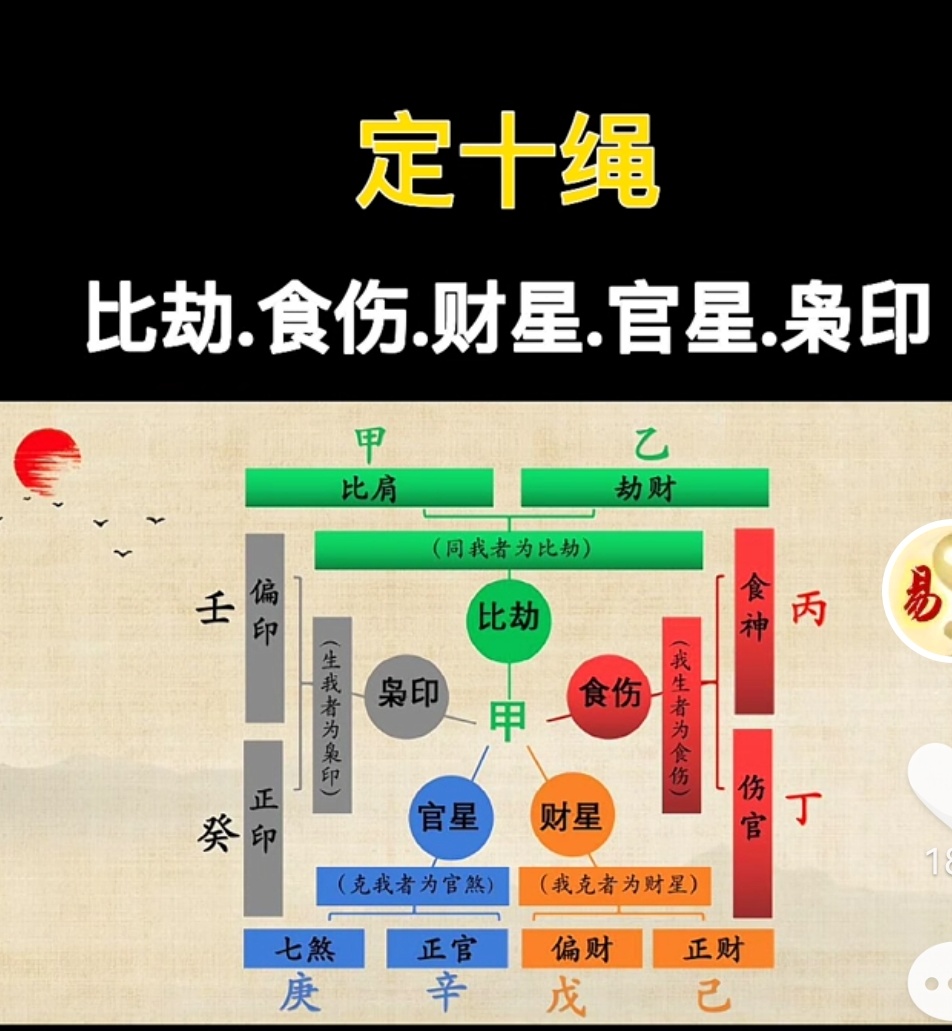 定十绳
比劫.食伤.财星.官星.枭印
甲 乙
比肩 劫财
(同我者为比劫)
壬 偏印
癸 正印
(生我者为枭印)
枭印
比劫
甲
食伤
(我生者为食伤)
食神 丙
伤官 丁
官星 财星
(克我者为官煞) (我克者为财星)
七煞 正官 偏财 正财
庚 辛 戊 己
易
18